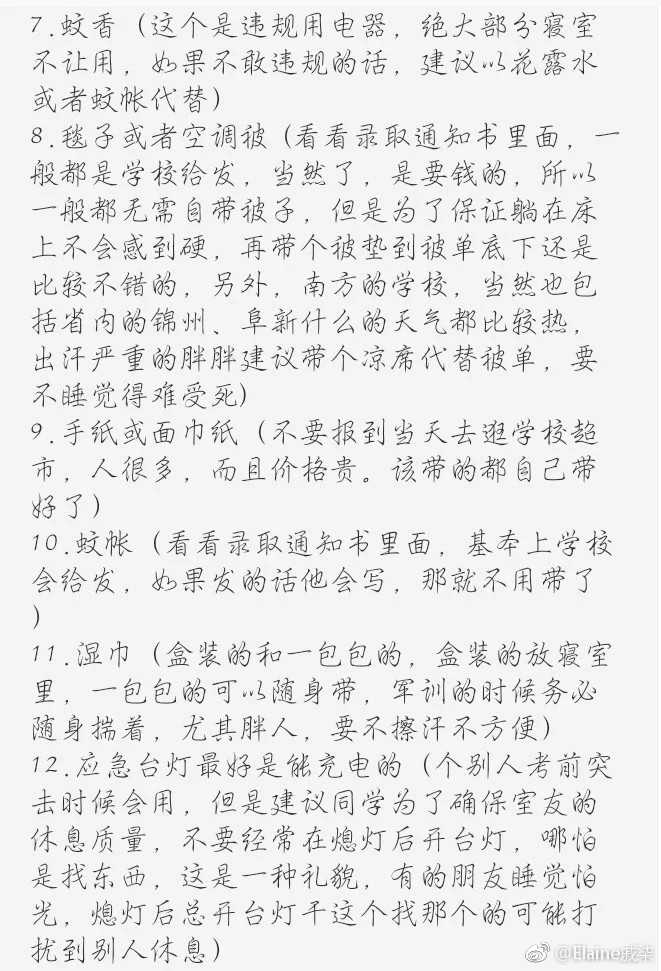 7.蚊香（这个是违规用电器，绝大部分寝室
不让用，如果不敢违规的话，建议以花露水
或者蚊帐代替）
8.毯子或者空调被（看看录取通知书里面，一
般都是学校给发，当然了，是要钱的，所以
一般都无需自带被子，但是为了保证躺在床
上不会感到硬，再带个被垫到被单底下还是
比较不错的，另外，南方的学校，当然也包
括省内的锦州、阜新什么的天气都比较热，
出汗严重的胖胖建议带个凉席代替被单，要
不睡觉得难受死)
9.手纸或面巾纸（不要报到当天去逛学校超
市，人很多，而且价格贵。该带的都自己带
好了）
10.蚊帐（看看录取通知书里面，基本上学校
会给发，如果发的话他会写，那就不用带了
）
11.湿巾（盒装的和一包包的，盒装的放寝室
里，一包包的可以随身带，军训的时候务必
随身揣着，尤其胖人，要不擦汗不方便）
12.应急台灯最好是能充电的（个别人考前突
击时候会用，但是建议同学为了确保室友的
休息质量，不要经常在熄灯后开台灯，哪怕
是找东西，这是一种礼貌，有的朋友睡觉怕
光，熄灯后总开台灯干这个找那个的可能打
扰到别人休息）
@Elaine莪柒